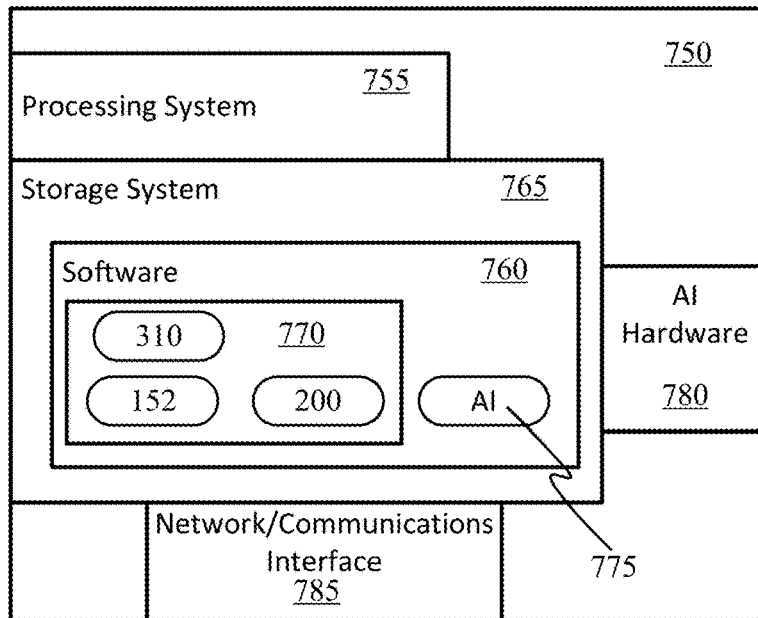 750
755
Processing System
Storage System
765
Software
760
310
770
152
200
AI
AI
Hardware
780
Network/Communications
Interface
785
775